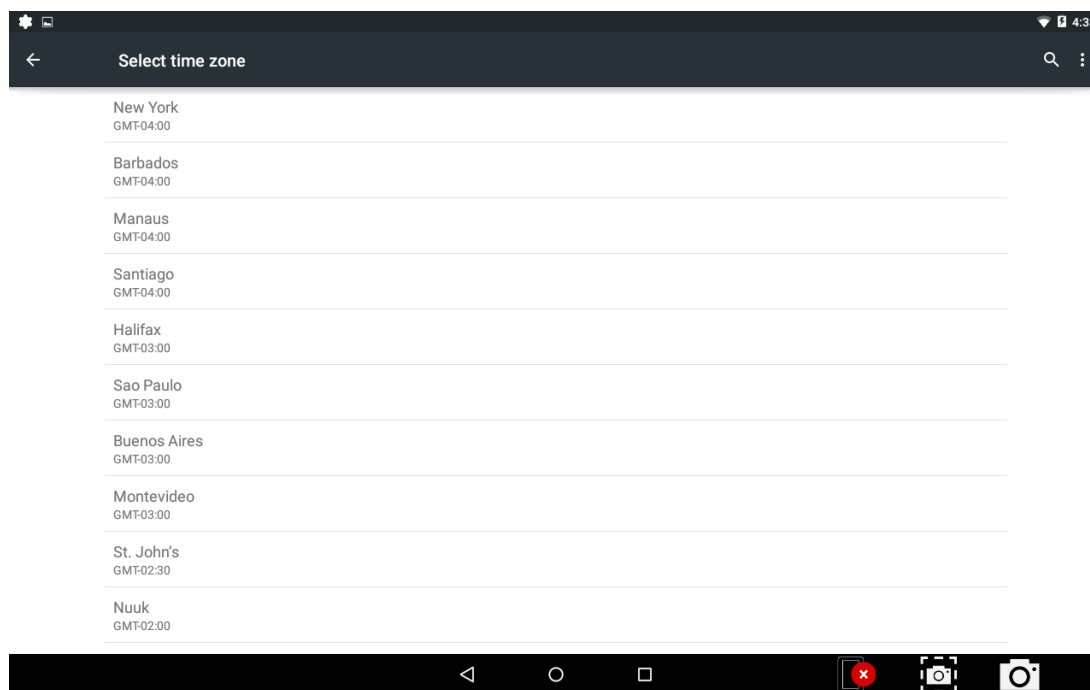 4:3
Select time zone
New York
GMT-04:00
Barbados
GMT-04:00
Manaus
GMT-04:00
Santiago
GMT-04:00
Halifax
GMT-03:00
Sao Paulo
GMT-03:00
Buenos Aires
GMT-03:00
Montevideo
GMT-03:00
St. John's
GMT-02:30
Nuuk
GMT-02:00